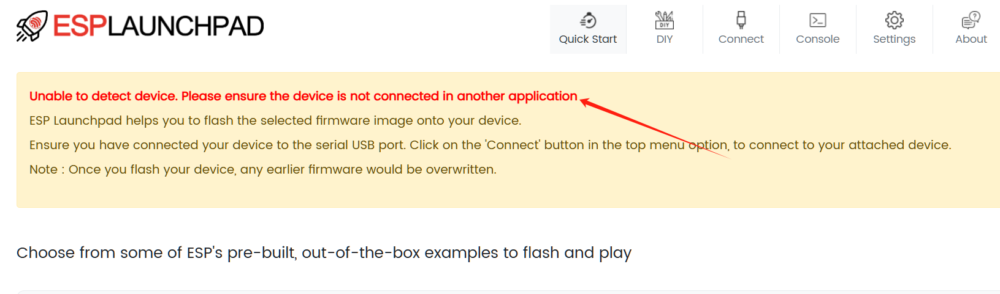 ESPLAUNCHPAD
Quick Start
DIY
DIY
Connect
Console
Settings
About
Unable to detect device. Please ensure the device is not connected in another application
ESP Launchpad helps you to flash the selected firmware image onto your device.
Ensure you have connected your device to the serial USB port. Click on the 'Connect' button in the top menu option, to connect to your attached device.
Note : Once you flash your device, any earlier firmware would be overwritten.
Choose from some of ESP's pre-built, out-of-the-box examples to flash and play